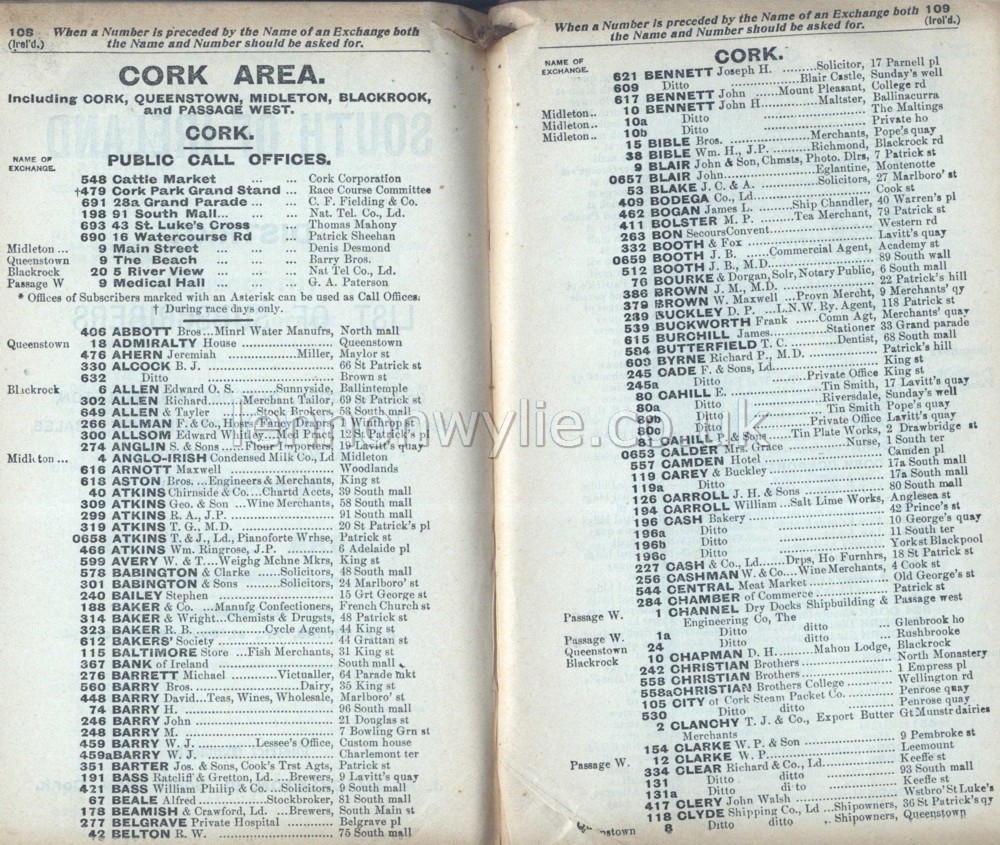 108
(Irel'd.)
When a Number is preceded by the Name of an Exchange both
the Name and Number should be asked for.
CORK AREA.
Including CORK, QUEENSTOWN, MIDLETON, BLACKROCK,
and PASSAGE WEST.
CORK.
NAME OF
EXCHANGE.
PUBLIC CALL OFFICES.
548 Cattle Market ... ... Cork Corporation
†479 Cork Park Grand Stand ... Race Course Committee
691 28a Grand Parade ... ... C. F. Fielding & Co.
198 91 South Mall... ... ... Nat. Tel. Co., Ld.
693 43 St. Luke's Cross ... Thomas Mahony
690 16 Watercourse Rd ... Patrick Sheehan
Midleton ... 9 Main Street ... ... ... Denis Desmond
Queenstown 9 The Beach ... ... ... Barry Bros.
Blackrock 20 5 River View ... ... ... Nat Tel Co., Ld.
Passage W 9 Medical Hall ... ... ... G. A. Paterson
* Offices of Subscribers marked with an Asterisk can be used as Call Offices.
† During race days only.
406 ABBOTT Bros...Minrl Water Manufrs, North mall
Queenstown 18 ADMIRALTY House ........ Queenstown
476 AHERN Jeremiah ........Miller, Maylor st
330 ALCOCK B. J. ........ 66 St Patrick st
632 Ditto ........ Brown st
Blackrock 6 ALLEN Edward O. S. ........Sunnyside, Ballintemple
302 ALLEN Richard........Merchant Tailor, 69 St Patrick st
649 ALLEN & Tayler ........Stock Brokers, 53 South mall
266 ALLMAN F. & Co., Hosrs Fancy Draprs, 1 Winthrop st
300 ALLSOM Edward Whitley...Med Prac, 12 St Patrick's pl
274 ANGLIN S. & Sons ....Flour Importers, 19 Lavitt's quay
Midleton ... 4 ANGLO-IRISH Condensed Milk Co., Ld Midleton
616 ARNOTT Maxwell Woodlands
618 ASTON Bros. ...Engineers & Merchants, King st
40 ATKINS Chirnside & Co....Chartd Accts, 39 South mall
309 ATKINS Geo. & Son ...Wine Merchants, 58 South mall
299 ATKINS R. A., J.P. ........ 91 South mall
319 ATKINS T. G., M.D. ........ 20 St Patrick's pl
0658 ATKINS T. & J., Ld., Pianoforte Wrhse, Patrick st
466 ATKINS Wm. Ringrose, J.P. ........ 6 Adelaide pl
599 AVERY W. & T....Weighg Mchne Mkrs, King st
578 BABINGTON & Clarke ......Solicitors, 48 South mall
301 BABINGTON & Sons ........Solicitors, 24 Marlboro' st
240 BAILEY Stephen ........ 15 Grt George st
188 BAKER & Co. ...Manufg Confectioners, French Church st
314 BAKER & Wright...Chemists & Drugsts, 48 Patrick st
323 BAKER R. B. ........Cycle Agent, 44 King st
612 BAKERS' Society ........ 44 Grattan st
115 BALTIMORE Store ...Fish Merchants, 31 King st
367 BANK of Ireland ........ South mall
276 BARRETT Michael ........Victualler, 64 Parade mkt
560 BARRY Bros. ........Dairy, 35 King st
448 BARRY David...Teas, Wines, Wholesale, Marlboro' st
74 BARRY H. ........ 96 South mall
246 BARRY John ........ 21 Douglas st
248 BARRY M. ........ 7 Bowling Grn st
459 BARRY W. J. ........Lessee's Office, Custom house
459a BARRY W. J. ........ Charlemont ter
351 BARTER Jos. & Sons, Cook's Trst Agts, Patrick st
191 BASS Ratcliff & Gretton, Ld. ...Brewers, 9 Lavitt's quay
421 BASS William Philip & Co. ...Solicitors, 9 South mall
67 BEALE Alfred ........Stockbroker, 81 South mall
178 BEAMISH & Crawford, Ld. ...Brewers, South Main st
277 BELGRAVE Private Hospital ........ Belgrave pl
42 BELTON R. W. ........ 75 South mall
When a Number is preceded by the Name of an Exchange both
the Name and Number should be asked for.
109
(Irel'd.)
NAME OF
EXCHANGE.
CORK.
621 BENNETT Joseph H. ........Solicitor, 17 Parnell pl
609 Ditto ........Blair Castle, Sunday's well
617 BENNETT John ......Mount Pleasant, College rd
Midleton .. 10 BENNETT John H ........Maltster, Ballinacurra
Midleton .. 10a Ditto ........ The Maltings
Midleton .. 10b Ditto ........ Private ho
15 BIBLE Bros. ........Merchants, Pope's quay
38 BIBLE Wm. H., J.P. ........Richmond, Blackrock rd
9 BLAIR John & Son, Chmsts, Photo. Dlrs, 7 Patrick st
0657 BLAIR John ........Eglantine, Montenotte
53 BLAKE J. C. & A. ........Solicitors, 27 Marlboro' st
409 BODEGA Co., Ld ........ Cook st
462 BOGAN James L. ........Ship Chandler, 40 Warren's pl
411 BOLSTER M. P. ........Tea Merchant, 79 Patrick st
263 BON Secours Convent ........ Western rd
332 BOOTH & Fox ........ Lavitt's quay
0659 BOOTH J. B. ........Commercial Agent, Academy st
512 BOOTH J. B., M.D. ........ 89 South wall
76 BOURKE & Dorgan, Solr, Notary Public, 6 South mall
386 BROWN J. M., M.D. ........ 22 Patrick's hill
379 BROWN W. Maxwell ...Provn Mercht, 9 Merchants' qy
239 BUCKLEY D. P. ...L.N.W. Ry. Agent, 118 Patrick st
539 BUCKWORTH Frank ......Comn Agt, Merchants' quay
615 BURCHILL James........Stationer 33 Grand parade
584 BUTTERFIELD T. C. ........Dentist, 68 South mall
603 BYRNE Richard P., M.D. ........ Patrick's hill
245 CADE F. & Sons, Ld. ........ King st
245a Ditto ........Private Office King st
80 CAHILL E. ........Tin Smith, 17 Lavitt's quay
80a Ditto ........Riversdale, Sunday's well
80b Ditto ........Tin Smith Pope's quay
80c Ditto ........Private Office Lavitt's quay
81 CAHILL P. & Sons ......Tin Plate Works, 2 Drawbridge st
0653 CALDER Mrs. Grace ........Nurse, 1 South ter
557 CAMDEN Hotel ........ Camden pl
119 CAREY & Buckley ........ 17a South mall
119a Ditto ........ 17a South mall
126 CARROLL J. H. & Sons ........ 80 South mall
194 CARROLL William ...Salt Lime Works, Anglesea st
196 CASH Bakery ........ 42 Prince's st
196a Ditto ........ 10 George's quay
196b Ditto ........ 11 South ter
196c Ditto ........ York st Blackpool
227 CASH & Co., Ld......Drps, Ho Furnhrs, 18 St Patrick st
256 CASHMAN W. & Co....Wine Merchants, 4 Cook st
544 CENTRAL Meat Market ........ Old George's st
284 CHAMBER of Commerce ........ Patrick st
Passage W. 1 CHANNEL Dry Docks Shipbuilding & Passage west
Engineering Co, The
Passage W. 1a Ditto ditto ... Glenbrook ho
Queenstown 24 Ditto ditto ... Rushbrooke
Blackrock 10 CHAPMAN D. H. ........Mahon Lodge, Blackrock
242 CHRISTIAN Brothers ........ North Monastery
558 CHRISTIAN Brothers ........ 1 Empress pl
558a CHRISTIAN Brothers College ........ Wellington rd
105 CITY of Cork Steam Packet Co. ........ Penrose quay
530 Ditto ditto ........ Penrose quay
2 CLANCHY T. J. & Co., Export Butter Gt Munstr dairies
Merchants
154 CLARKE W. P. & Son ........ 9 Pembroke st
Passage W. 12 CLARKE W. P. ........ Leemount
334 CLEAR Richard & Co., Ld. ........ Keefle st
131 Ditto ditto ........ 93 South mall
131a Ditto ditto ........ Keefle st
417 CLERY John Walsh ........ Wstbro' St Luke's
118 CLYDE Shipping Co., Ld ...Shipowners, 36 St Patrick's qy
Queenstown 8 Ditto ditto ...Shipowners, Queenstown
lennonwylie.co.uk